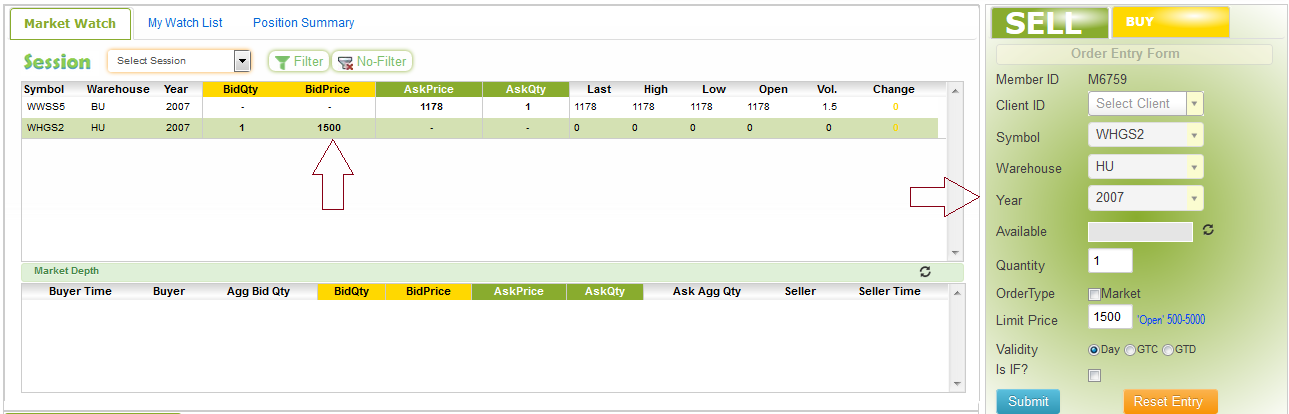 Market Watch My Watch List Position Summary
Session Select Session Filter No-Filter
Symbol Warehouse Year BidQty BidPrice AskPrice AskQty Last High Low Open Vol. Change
WWSS5 BU 2007 - - 1178 1 1178 1178 1178 1178 1.5 0
WHGS2 HU 2007 1 1500 - - 0 0 0 0 0 0
Market Depth
Buyer Time Buyer Agg Bid Qty BidQty BidPrice AskPrice AskQty Ask Agg Qty Seller Seller Time
SELL BUY
Order Entry Form
Member ID M6759
Client ID Select Client
Symbol WHGS2
Warehouse HU
Year 2007
Available
Quantity 1
OrderType Market
Limit Price 1500 'Open' 500-5000
Validity Day GTC GTD
Is IF?
Submit Reset Entry